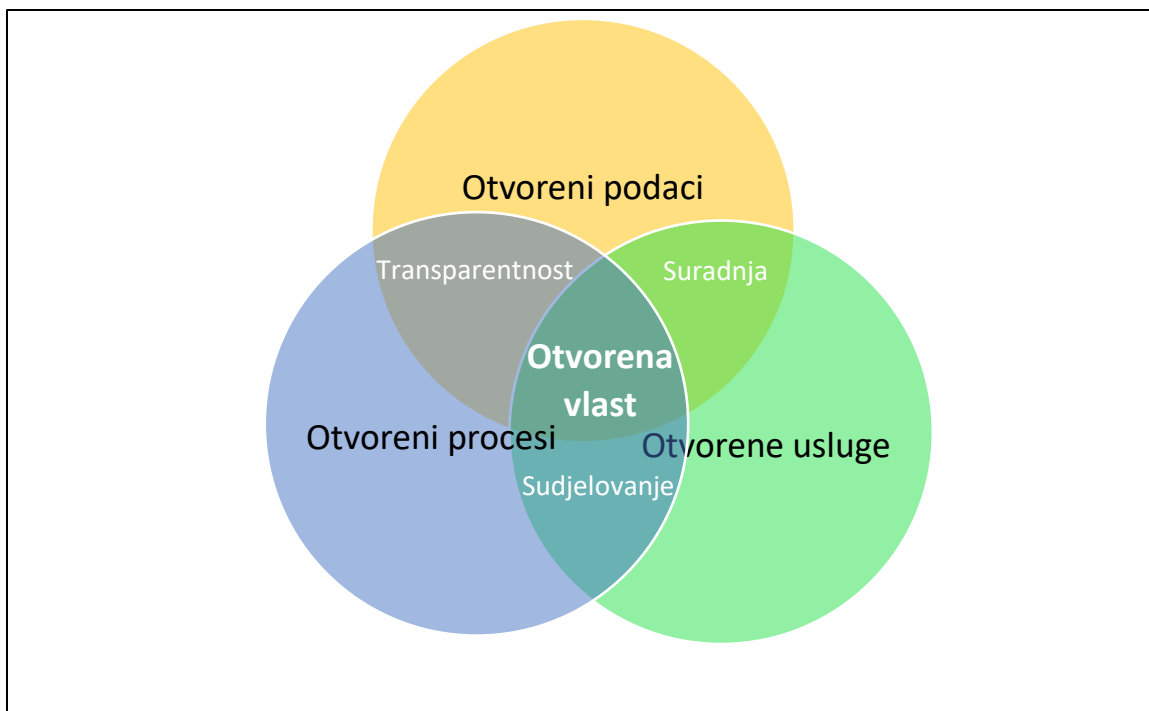 Otvoreni podaci
Transparentnost
Suradnja
Otvorena
vlast
Otvoreni procesi
Otvorene usluge
Sudjelovanje